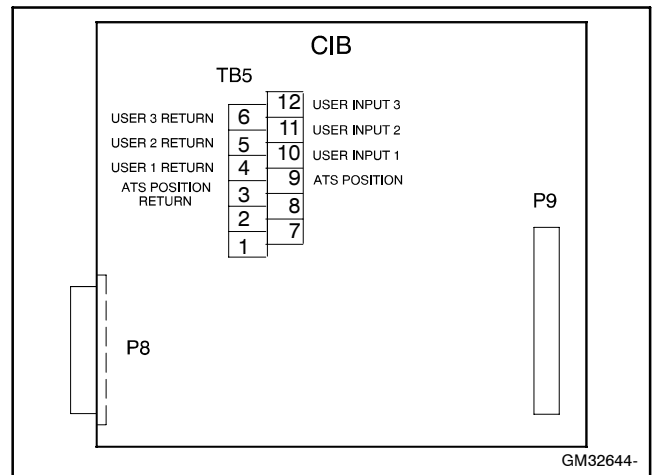 CIB
TB5
USER 3 RETURN 6 12 USER INPUT 3
USER 2 RETURN 5 11 USER INPUT 2
USER 1 RETURN 4 10 USER INPUT 1
ATS POSITION
RETURN 3 9 ATS POSITION
2 8
1 7
P9
P8
GM32644-